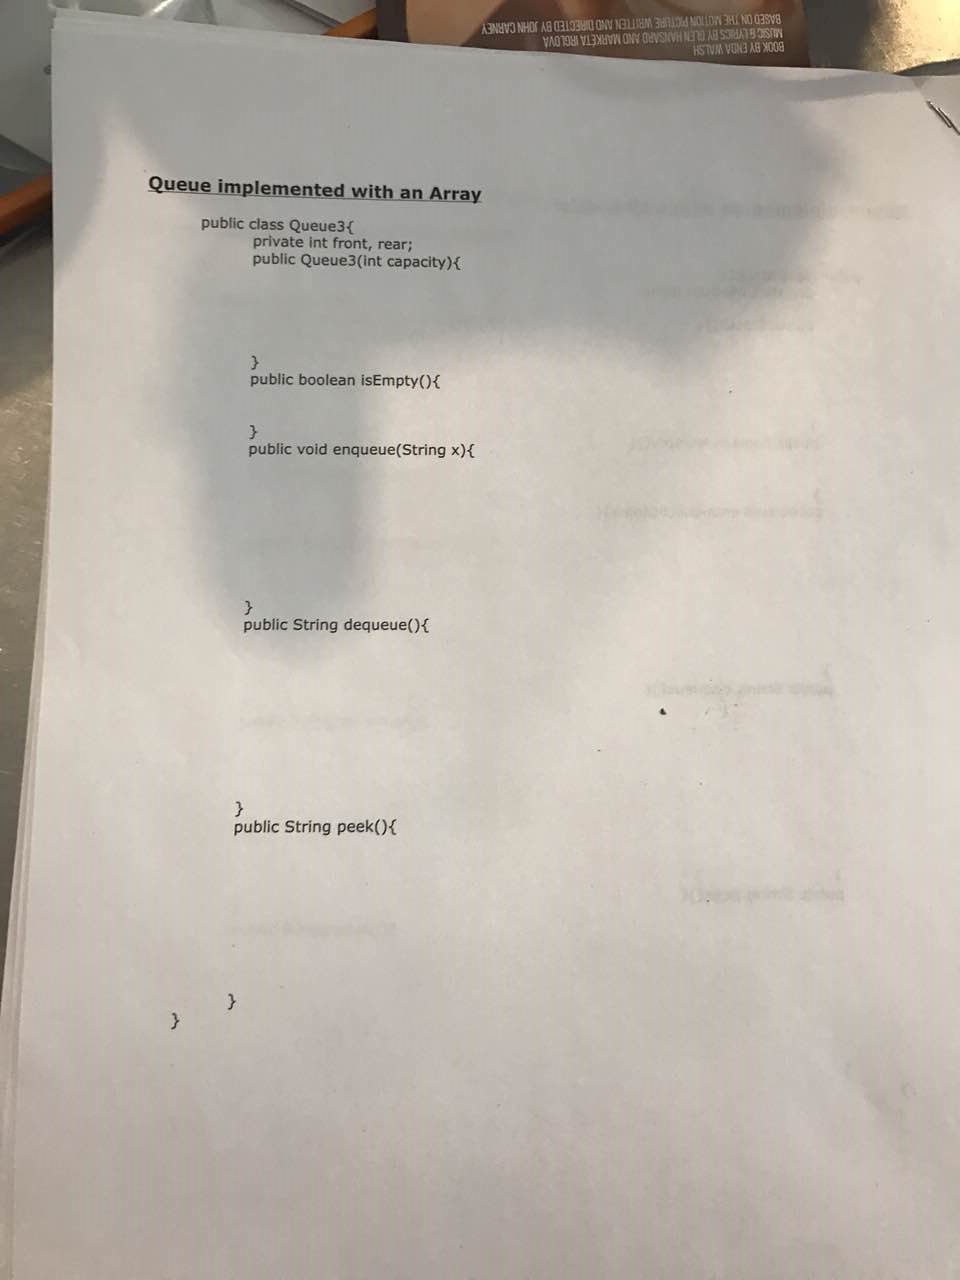 BASED ON THE MOTION PICTURE WRITTEN AND DIRECTED BY JOHN CARNEY
MUSIC & LYRICS BY GLEN HANSARD AND MARKÉTA IRGLOVÁ
BOOK BY ENDA WALSH
Queue implemented with an Array
public class Queue3{
private int front, rear;
public Queue3(int capacity){
}
public boolean isEmpty(){
}
public void enqueue(String x){
}
public String dequeue(){
}
public String peek(){
}
}